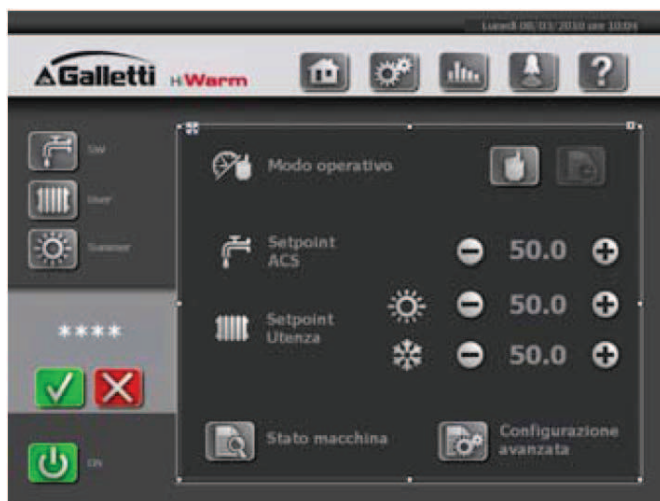 Lunedì 08/03/2010 ore 10:04
Galletti HiWarm
?
SW
User
Summer
Modo operativo
Setpoint
ACS
50.0
50.0
Setpoint
Utenza
50.0
****
Stato macchina
Configurazione
avanzata
ON